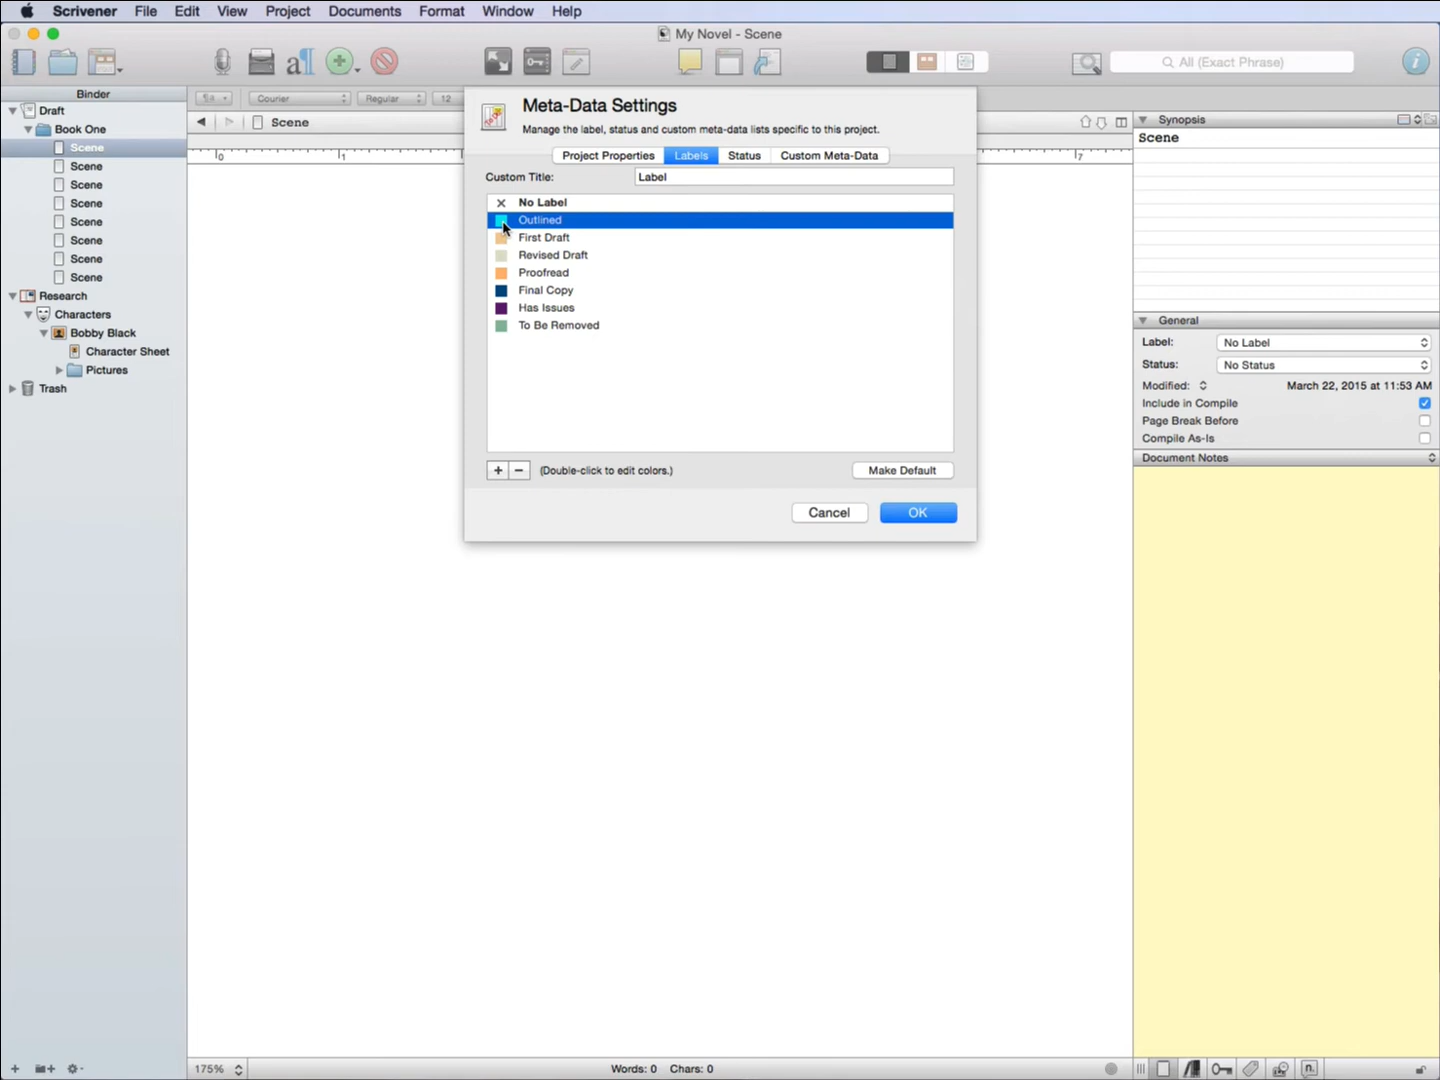 Scrivener File Edit View Project Documents Format Window Help
My Novel - Scene
All (Exact Phrase)
Binder
Draft
Book One
Scene
Scene
Scene
Scene
Scene
Scene
Scene
Scene
Research
Characters
Bobby Black
Character Sheet
Pictures
Trash
Courier Regular 12
Scene
0 1 7
Meta-Data Settings
Manage the label, status and custom meta-data lists specific to this project.
Project Properties Labels Status Custom Meta-Data
Custom Title: Label
No Label
Outlined
First Draft
Revised Draft
Proofread
Final Copy
Has Issues
To Be Removed
+ − (Double-click to edit colors.) Make Default
Cancel OK
Synopsis
Scene
General
Label: No Label
Status: No Status
Modified: March 22, 2015 at 11:53 AM
Include in Compile
Page Break Before
Compile As-Is
Document Notes
175% Words: 0 Chars: 0